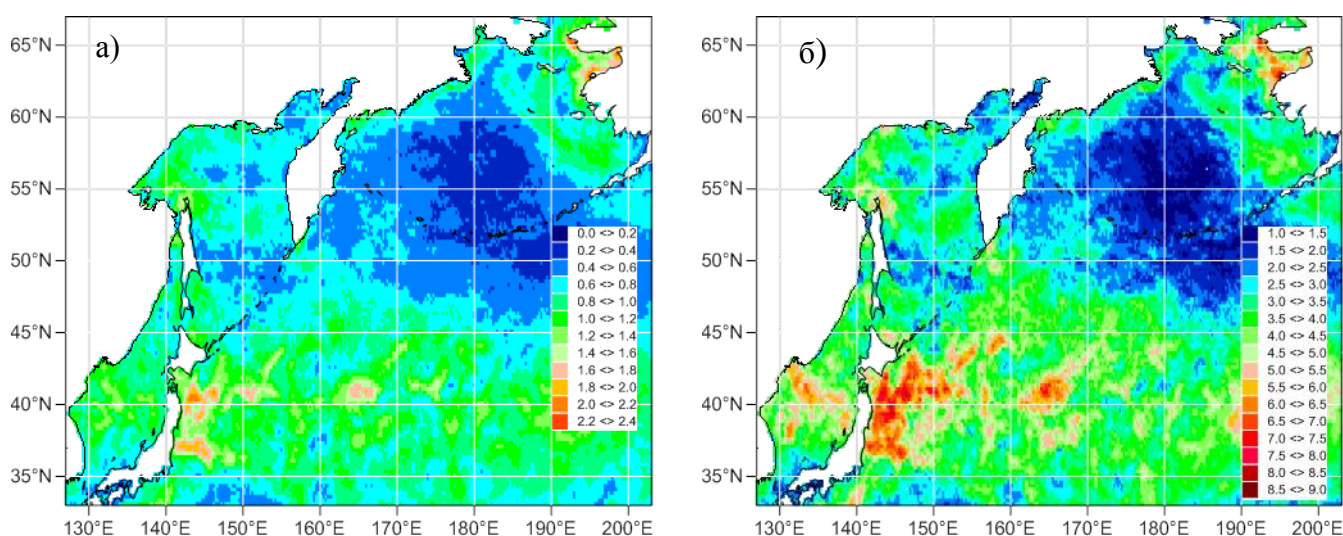 а)
65°N
60°N
55°N
50°N
45°N
40°N
35°N
130°E 140°E 150°E 160°E 170°E 180°E 190°E 200°E
0.0 <> 0.2
0.2 <> 0.4
0.4 <> 0.6
0.6 <> 0.8
0.8 <> 1.0
1.0 <> 1.2
1.2 <> 1.4
1.4 <> 1.6
1.6 <> 1.8
1.8 <> 2.0
2.0 <> 2.2
2.2 <> 2.4
б)
65°N
60°N
55°N
50°N
45°N
40°N
35°N
130°E 140°E 150°E 160°E 170°E 180°E 190°E 200°E
1.0 <> 1.5
1.5 <> 2.0
2.0 <> 2.5
2.5 <> 3.0
3.0 <> 3.5
3.5 <> 4.0
4.0 <> 4.5
4.5 <> 5.0
5.0 <> 5.5
5.5 <> 6.0
6.0 <> 6.5
6.5 <> 7.0
7.0 <> 7.5
7.5 <> 8.0
8.0 <> 8.5
8.5 <> 9.0